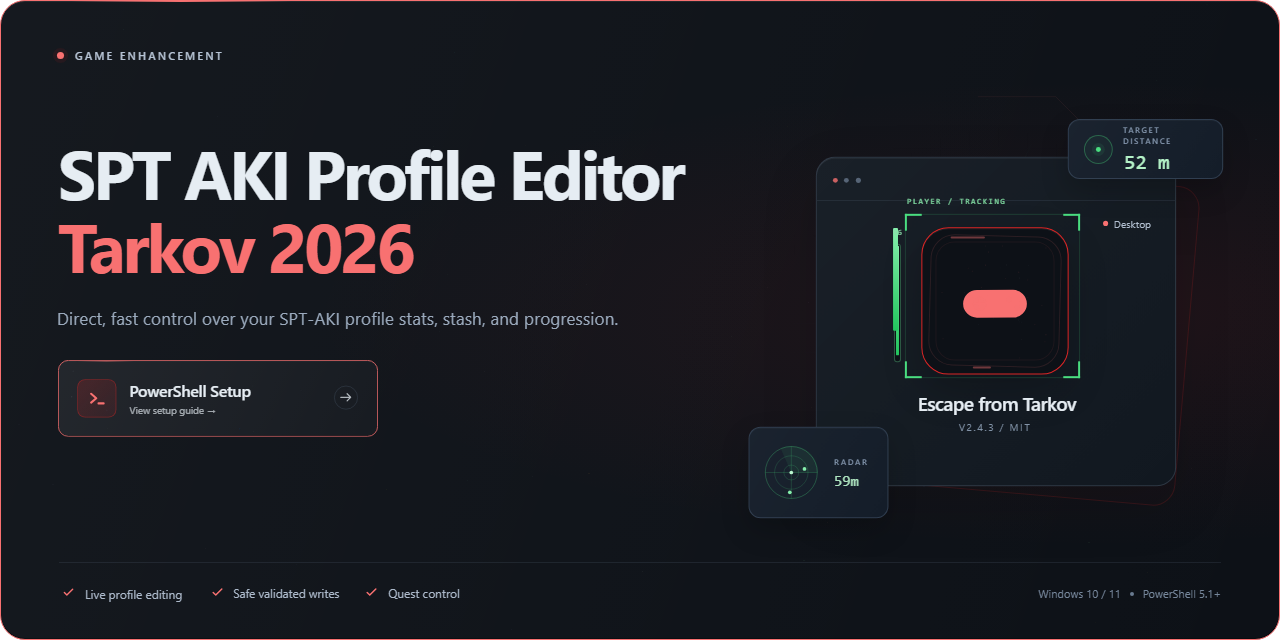 GAME ENHANCEMENT
SPT AKI Profile Editor
Tarkov 2026
Direct, fast control over your SPT-AKI profile stats, stash, and progression.
PowerShell Setup
View setup guide →
TARGET
DISTANCE
52 m
PLAYER / TRACKING
Desktop
Escape from Tarkov
V2.4.3 / MIT
RADAR
59m
Live profile editing
Safe validated writes
Quest control
Windows 10 / 11 • PowerShell 5.1+